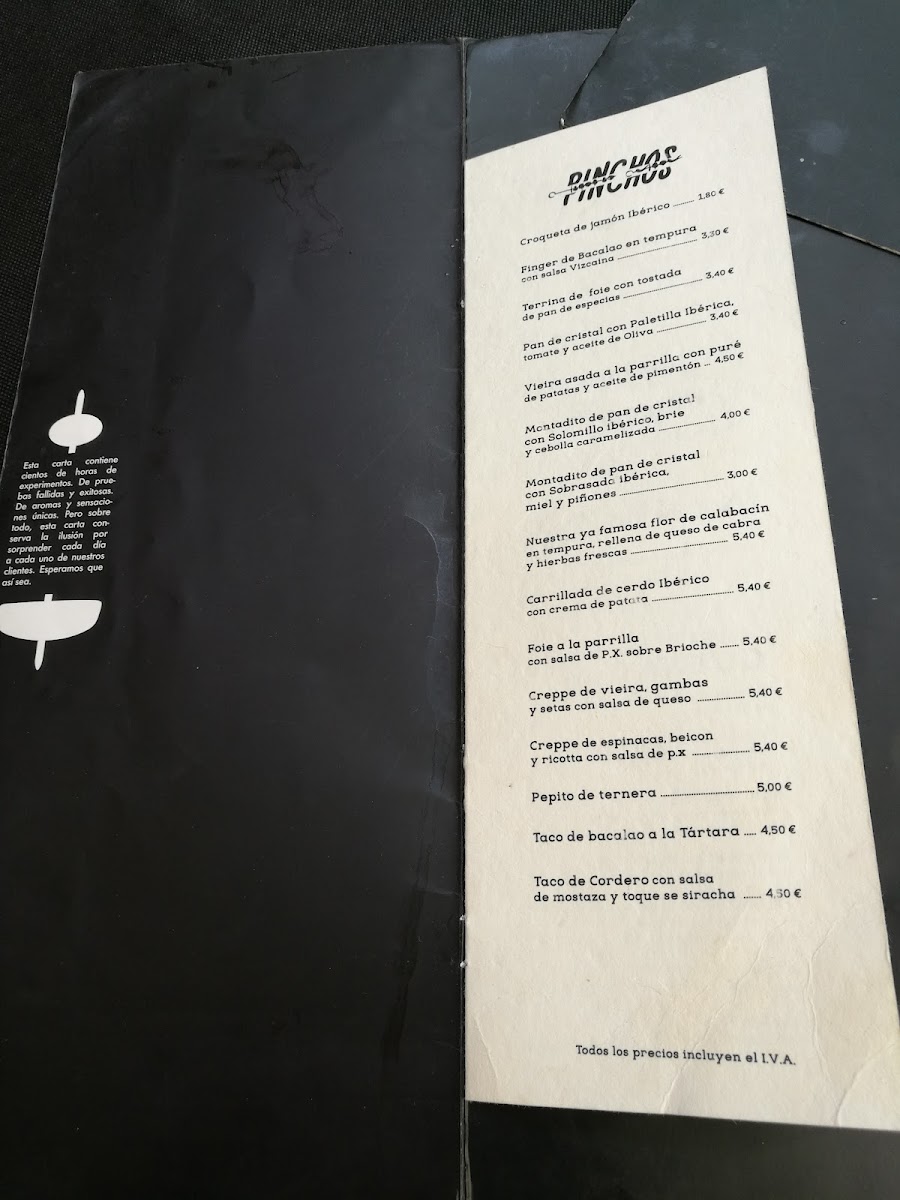 Esta carta contiene
cientos de horas de
experimentos. De prue-
bas fallidas y exitosas.
De aromas y sensacio-
nes únicas. Pero sobre
todo, esta carta con-
serva la ilusión por
sorprender cada día
a cada uno de nuestros
clientes. Esperamos que
así sea.
PINCHOS
Croqueta de jamón Ibérico ......... 1,80 €
Finger de Bacalao en tempura
con salsa Vizcaina ........................ 3,30 €
Terrina de foie con tostada
de pan de especias ........................ 3,40 €
Pan de cristal con Paletilla Ibérica,
tomate y aceite de Oliva ............... 3,40 €
Vieira asada a la parrilla con puré
de patatas y aceite de pimentón ... 4,50 €
Montadito de pan de cristal
con Solomillo ibérico, brie
y cebolla caramelizada ................ 4,00 €
Montadito de pan de cristal
con Sobrasada ibérica,
miel y piñones .............................. 3,00 €
Nuestra ya famosa flor de calabacín
en tempura, rellena de queso de cabra
y hierbas frescas ............................ 5,40 €
Carrillada de cerdo Ibérico
con crema de patata ...................... 5,40 €
Foie a la parrilla
con salsa de P.X. sobre Brioche ....... 5,40 €
Creppe de vieira, gambas
y setas con salsa de queso .............. 5,40 €
Creppe de espinacas, beicon
y ricotta con salsa de p.x ................ 5,40 €
Pepito de ternera ............................ 5,00 €
Taco de bacalao a la Tártara ..... 4,50 €
Taco de Cordero con salsa
de mostaza y toque se siracha ....... 4,50 €
Todos los precios incluyen el I.V.A.